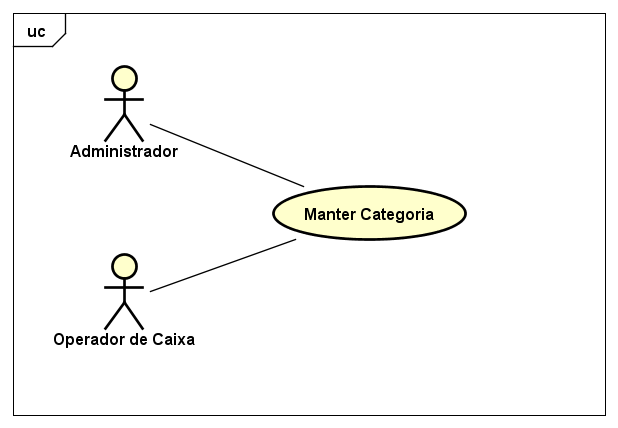 uc
Administrador
Manter Categoria
Operador de Caixa